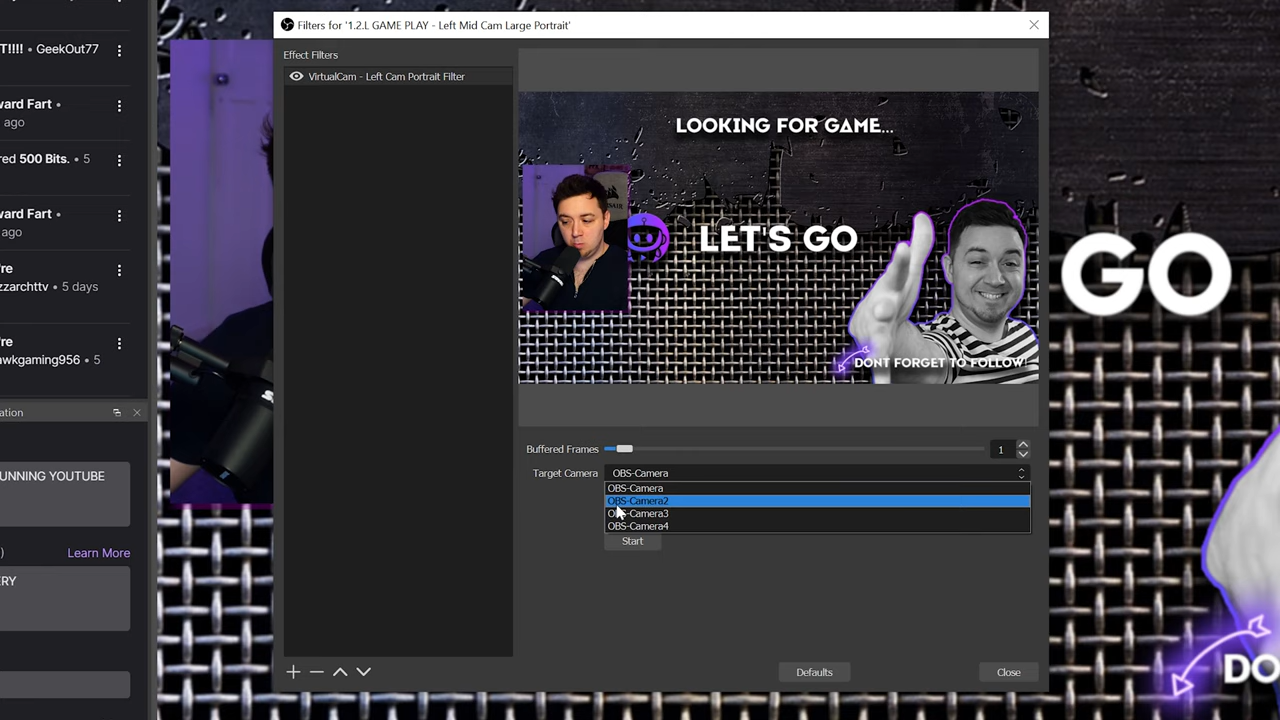 Filters for '1.2.L GAME PLAY - Left Mid Cam Large Portrait'
T!!!! • GeekOut77
ward Fart •
ago
red 500 Bits. • 5
ward Fart •
ago
're
zzarchttv • 5 days
're
awkgaming956 • 5
ation
UNNING YOUTUBE
) Learn More
RY
Effect Filters
VirtualCam - Left Cam Portrait Filter
LOOKING FOR GAME...
LET'S GO
DONT FORGET TO FOLLOW!
Buffered Frames 1
Target Camera OBS-Camera
OBS-Camera
OBS-Camera2
OBS-Camera3
OBS-Camera4
Start
Defaults
Close
GO
DO